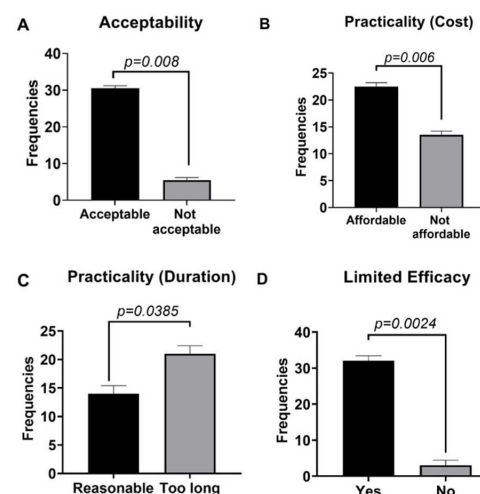 A
Acceptability
Frequencies
40
30
20
10
0
p=0.008
Acceptable
Not
acceptable
B
Practicality (Cost)
Frequencies
25
20
15
10
5
0
p=0.006
Affordable
Not
affordable
C
Practicality (Duration)
Frequencies
25
20
15
10
5
0
p=0.0385
Reasonable
Too long
D
Limited Efficacy
Frequencies
40
30
20
10
0
p=0.0024
Yes
No